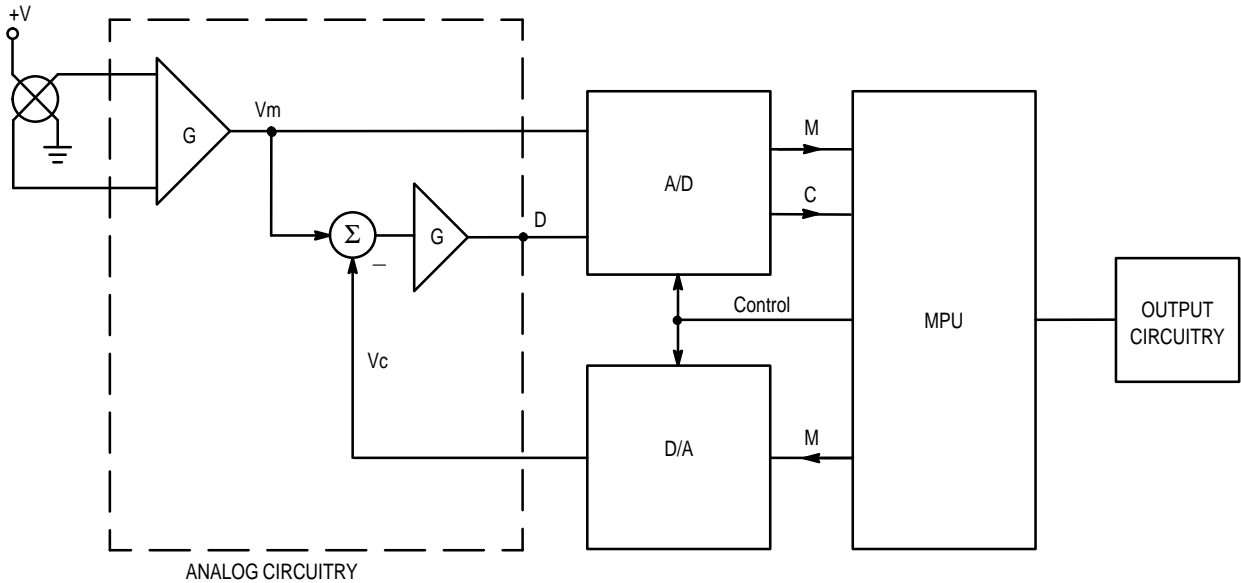 +V
G
Vm
A/D
M
C
Σ
−
G
D
Control
MPU
OUTPUT
CIRCUITRY
Vc
D/A
M
ANALOG CIRCUITRY